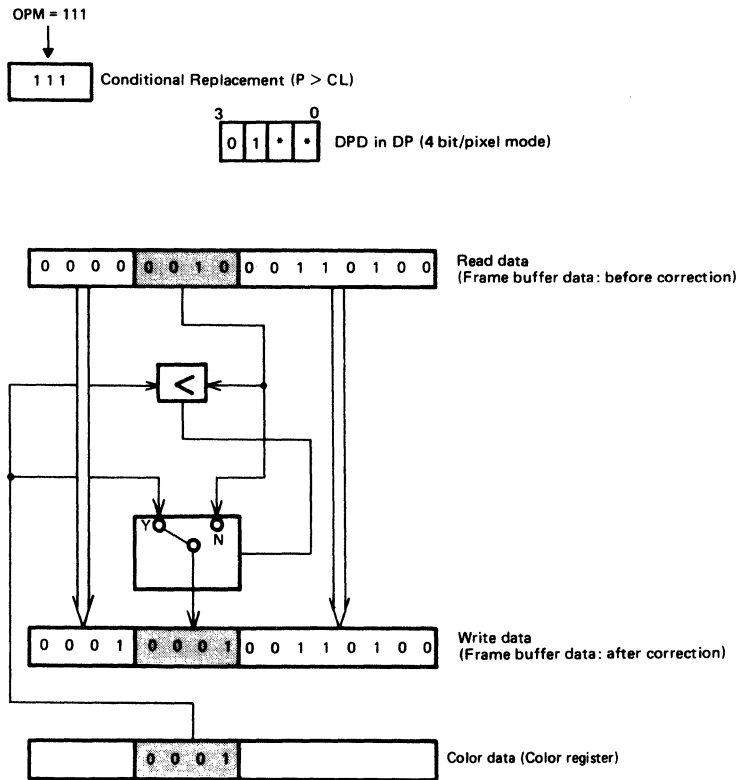 OPM = 111
1 1 1 Conditional Replacement (P > CL)
3 0
0 1 * * DPD in DP (4 bit/pixel mode)
0 0 0 0 0 0 1 0 0 0 1 1 0 1 0 0 Read data
(Frame buffer data: before correction)
<
Y N
0 0 0 1 0 0 0 1 0 0 1 1 0 1 0 0 Write data
(Frame buffer data: after correction)
0 0 0 1 Color data (Color register)